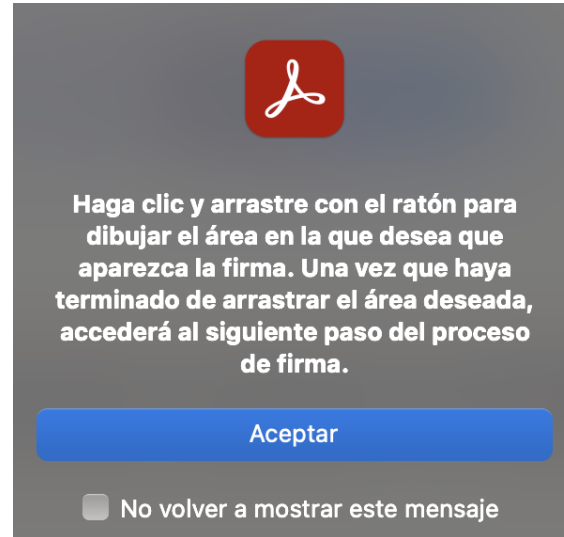 Haga clic y arrastre con el ratón para
dibujar el área en la que desea que
aparezca la firma. Una vez que haya
terminado de arrastrar el área deseada,
accederá al siguiente paso del proceso
de firma.
Aceptar
No volver a mostrar este mensaje